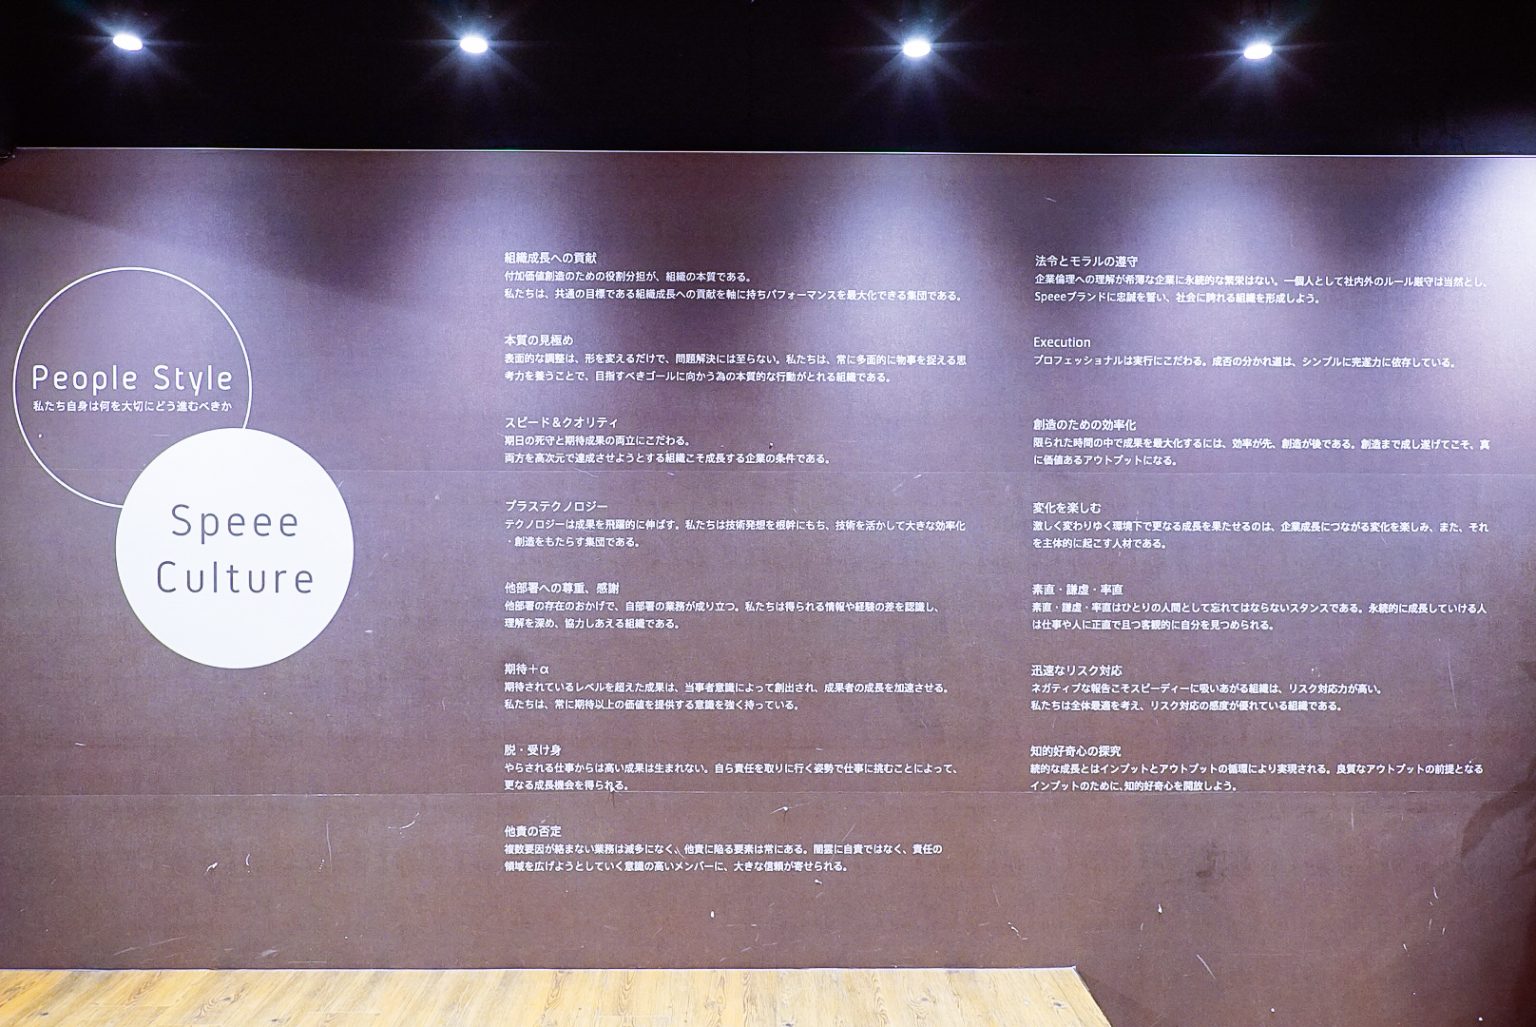 People Style
私たち自身は何を大切にどう進むべきか
Speee
Culture
組織成長への貢献
付加価値創造のための役割分担が、組織の本質である。
私たちは、共通の目標である組織成長への貢献を軸に持ちパフォーマンスを最大化できる集団である。
本質の見極め
表面的な調整は、形を変えるだけで、問題解決には至らない。私たちは、常に多面的に物事を捉える思
考力を養うことで、目指すべきゴールに向かう為の本質的な行動がとれる組織である。
スピード＆クオリティ
期日の死守と期待成果の両立にこだわる。
両方を高次元で達成させようとする組織こそ成長する企業の条件である。
プラステクノロジー
テクノロジーは成果を飛躍的に伸ばす。私たちは技術発想を根幹にもち、技術を活かして大きな効率化
・創造をもたらす集団である。
他部署への尊重、感謝
他部署の存在のおかげで、自部署の業務が成り立つ。私たちは得られる情報や経験の差を認識し、
理解を深め、協力しあえる組織である。
期待＋α
期待されているレベルを超えた成果は、当事者意識によって創出され、成果者の成長を加速させる。
私たちは、常に期待以上の価値を提供する意識を強く持っている。
脱・受け身
やらされる仕事からは高い成果は生まれない。自ら責任を取りに行く姿勢で仕事に挑むことによって、
更なる成長機会を得られる。
他責の否定
複数要因が絡まない業務は滅多になく、他責に陥る要素は常にある。闇雲に自責ではなく、責任の
領域を広げようとしていく意識の高いメンバーに、大きな信頼が寄せられる。
法令とモラルの遵守
企業倫理への理解が希薄な企業に永続的な繁栄はない。一個人として社内外のルール厳守は当然とし、
Speeeブランドに忠誠を誓い、社会に誇れる組織を形成しよう。
Execution
プロフェッショナルは実行にこだわる。成否の分かれ道は、シンプルに完遂力に依存している。
創造のための効率化
限られた時間の中で成果を最大化するには、効率が先、創造が後である。創造まで成し遂げてこそ、真
に価値あるアウトプットになる。
変化を楽しむ
激しく変わりゆく環境下で更なる成長を果たせるのは、企業成長につながる変化を楽しみ、また、それ
を主体的に起こす人材である。
素直・謙虚・率直
素直・謙虚・率直はひとりの人間として忘れてはならないスタンスである。永続的に成長していける人
は仕事や人に正直で且つ客観的に自分を見つめられる。
迅速なリスク対応
ネガティブな報告こそスピーディーに吸いあがる組織は、リスク対応力が高い。
私たちは全体最適を考え、リスク対応の感度が優れている組織である。
知的好奇心の探究
続的な成長とはインプットとアウトプットの循環により実現される。良質なアウトプットの前提となる
インプットのために、知的好奇心を開放しよう。